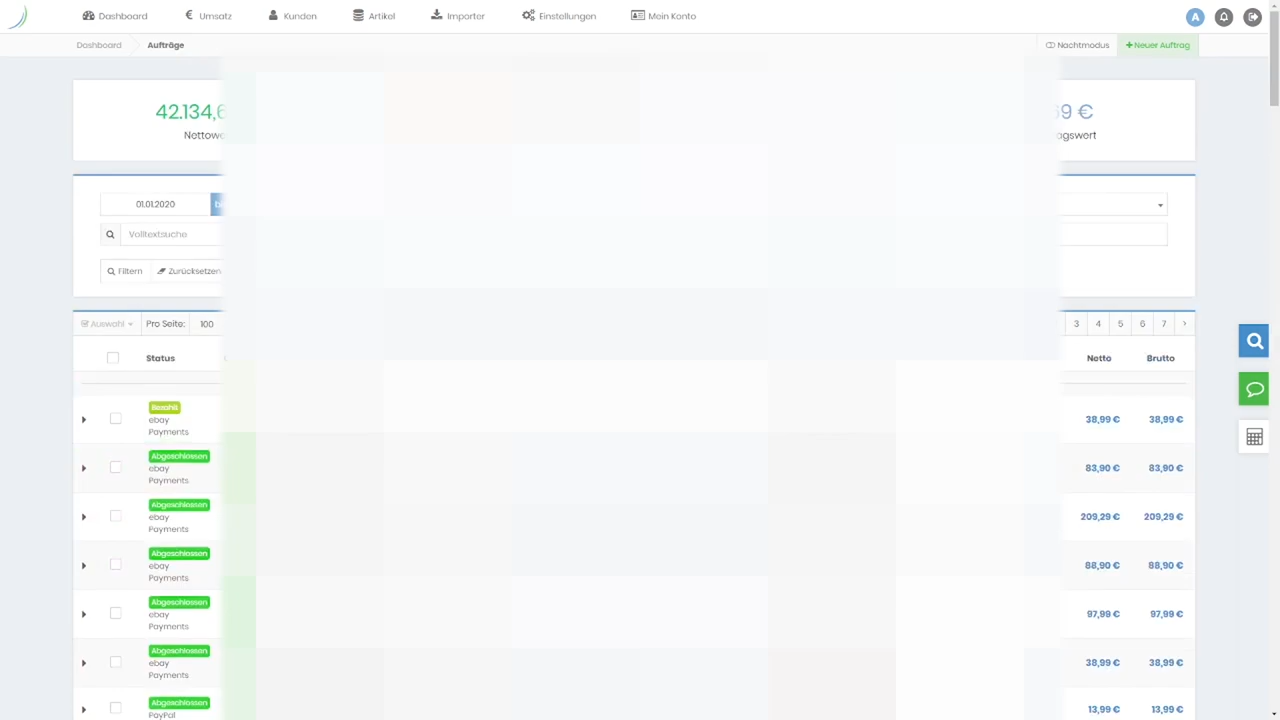 Dashboard Umsatz Kunden Artikel Importer Einstellungen Mein Konto A
Dashboard Aufträge Nachtmodus +Neuer Auftrag
42.134,6 9 €
Nettowe agswert
01.01.2020
Volltextsuche
Filtern Zurücksetzen
Auswahl Pro Seite: 100 3 4 5 6 7 >
Status Netto Brutto
Bezahlt
ebay 38,99 € 38,99 €
Payments
Abgeschlossen
ebay 83,90 € 83,90 €
Payments
Abgeschlossen
ebay 209,29 € 209,29 €
Payments
Abgeschlossen
ebay 88,90 € 88,90 €
Payments
Abgeschlossen
ebay 97,99 € 97,99 €
Payments
Abgeschlossen
ebay 38,99 € 38,99 €
Payments
Abgeschlossen
PayPal 13,99 € 13,99 €